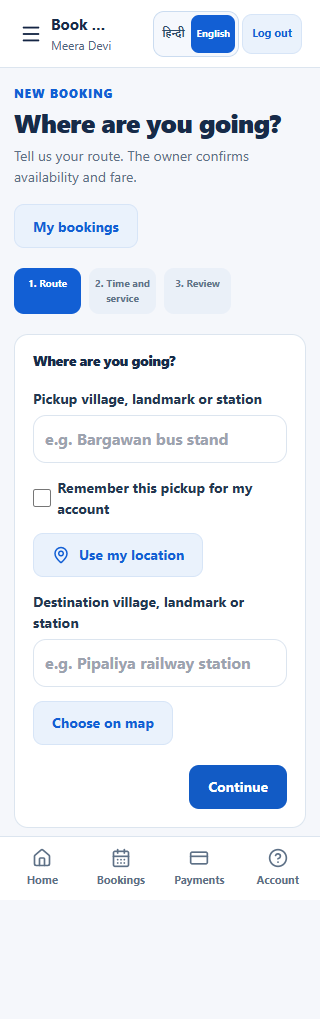 Book ...
Meera Devi
हिन्दी
English
Log out
NEW BOOKING
Where are you going?
Tell us your route. The owner confirms
availability and fare.
My bookings
1. Route
2. Time and
service
3. Review
Where are you going?
Pickup village, landmark or station
e.g. Bargawan bus stand
Remember this pickup for my
account
Use my location
Destination village, landmark or
station
e.g. Pipaliya railway station
Choose on map
Continue
Home
Bookings
Payments
Account